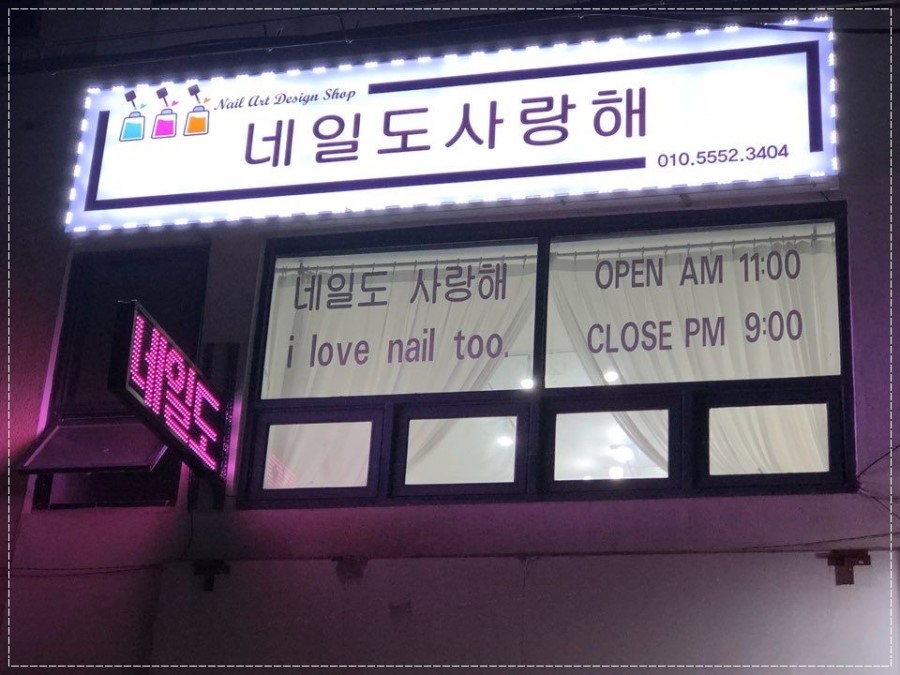 Nail Art Design Shop
네일도사랑해
010.5552.3404
네일도 사랑해
i love nail too.
OPEN AM 11:00
CLOSE PM 9:00
네일도